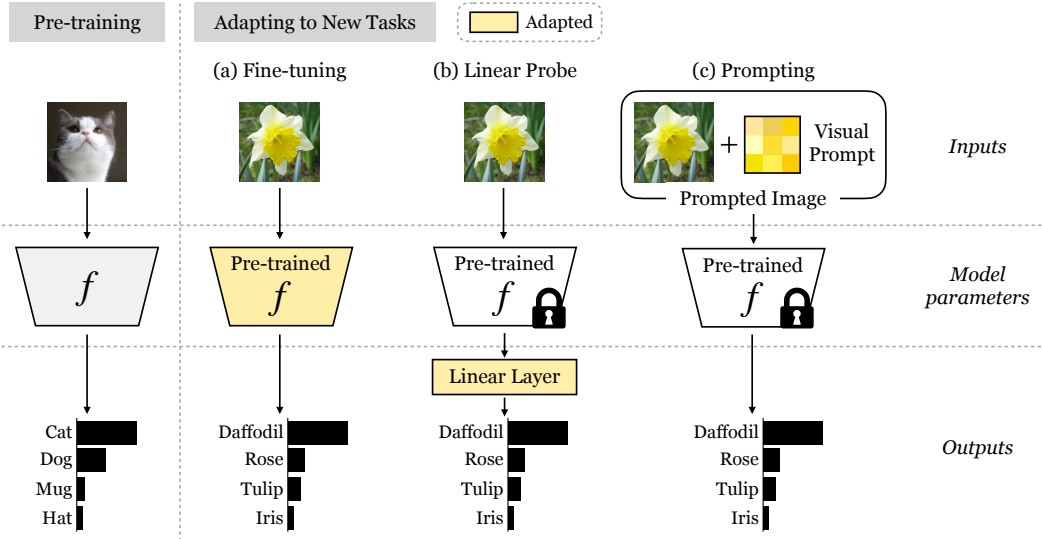 Pre-training
Adapting to New Tasks
Adapted
(a) Fine-tuning
(b) Linear Probe
(c) Prompting
+
Visual
Prompt
Prompted Image
Inputs
f
Pre-trained
f
Pre-trained
f
Pre-trained
f
Model
parameters
Linear Layer
Cat
Dog
Mug
Hat
Daffodil
Rose
Tulip
Iris
Daffodil
Rose
Tulip
Iris
Daffodil
Rose
Tulip
Iris
Outputs